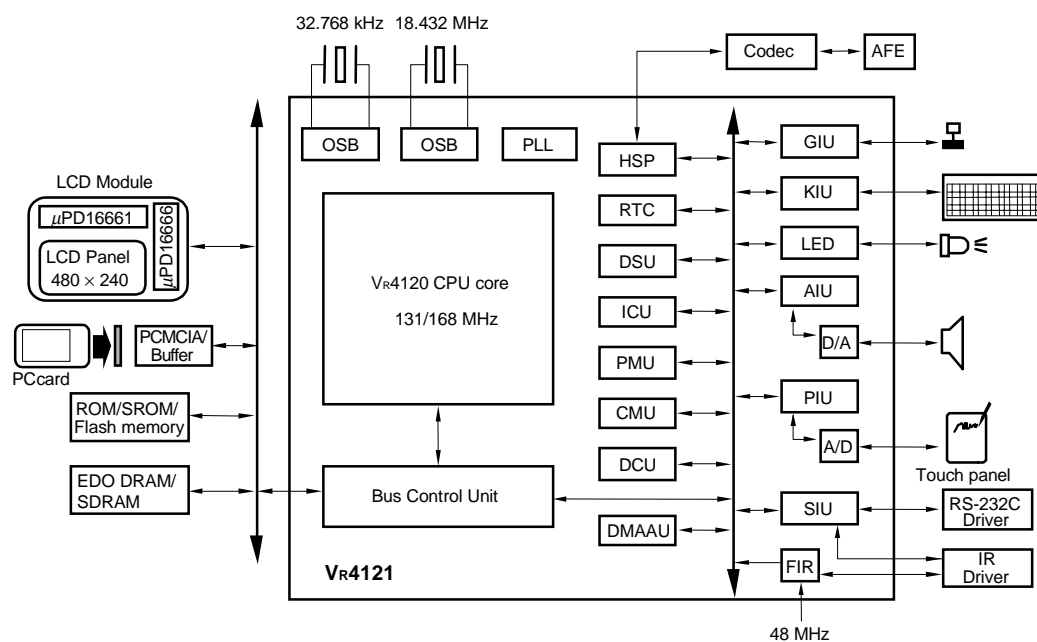 32.768 kHz
18.432 MHz
Codec
AFE
OSB
OSB
PLL
HSP
GIU
LCD Module
µPD16661
µPD16666
LCD Panel
480 × 240
RTC
KIU
DSU
LED
VR4120 CPU core
131/168 MHz
ICU
AIU
D/A
PCcard
PCMCIA/
Buffer
PMU
ROM/SROM/
Flash memory
CMU
PIU
A/D
Touch panel
EDO DRAM/
SDRAM
DCU
Bus Control Unit
SIU
RS-232C
Driver
DMAAU
VR4121
FIR
IR
Driver
48 MHz